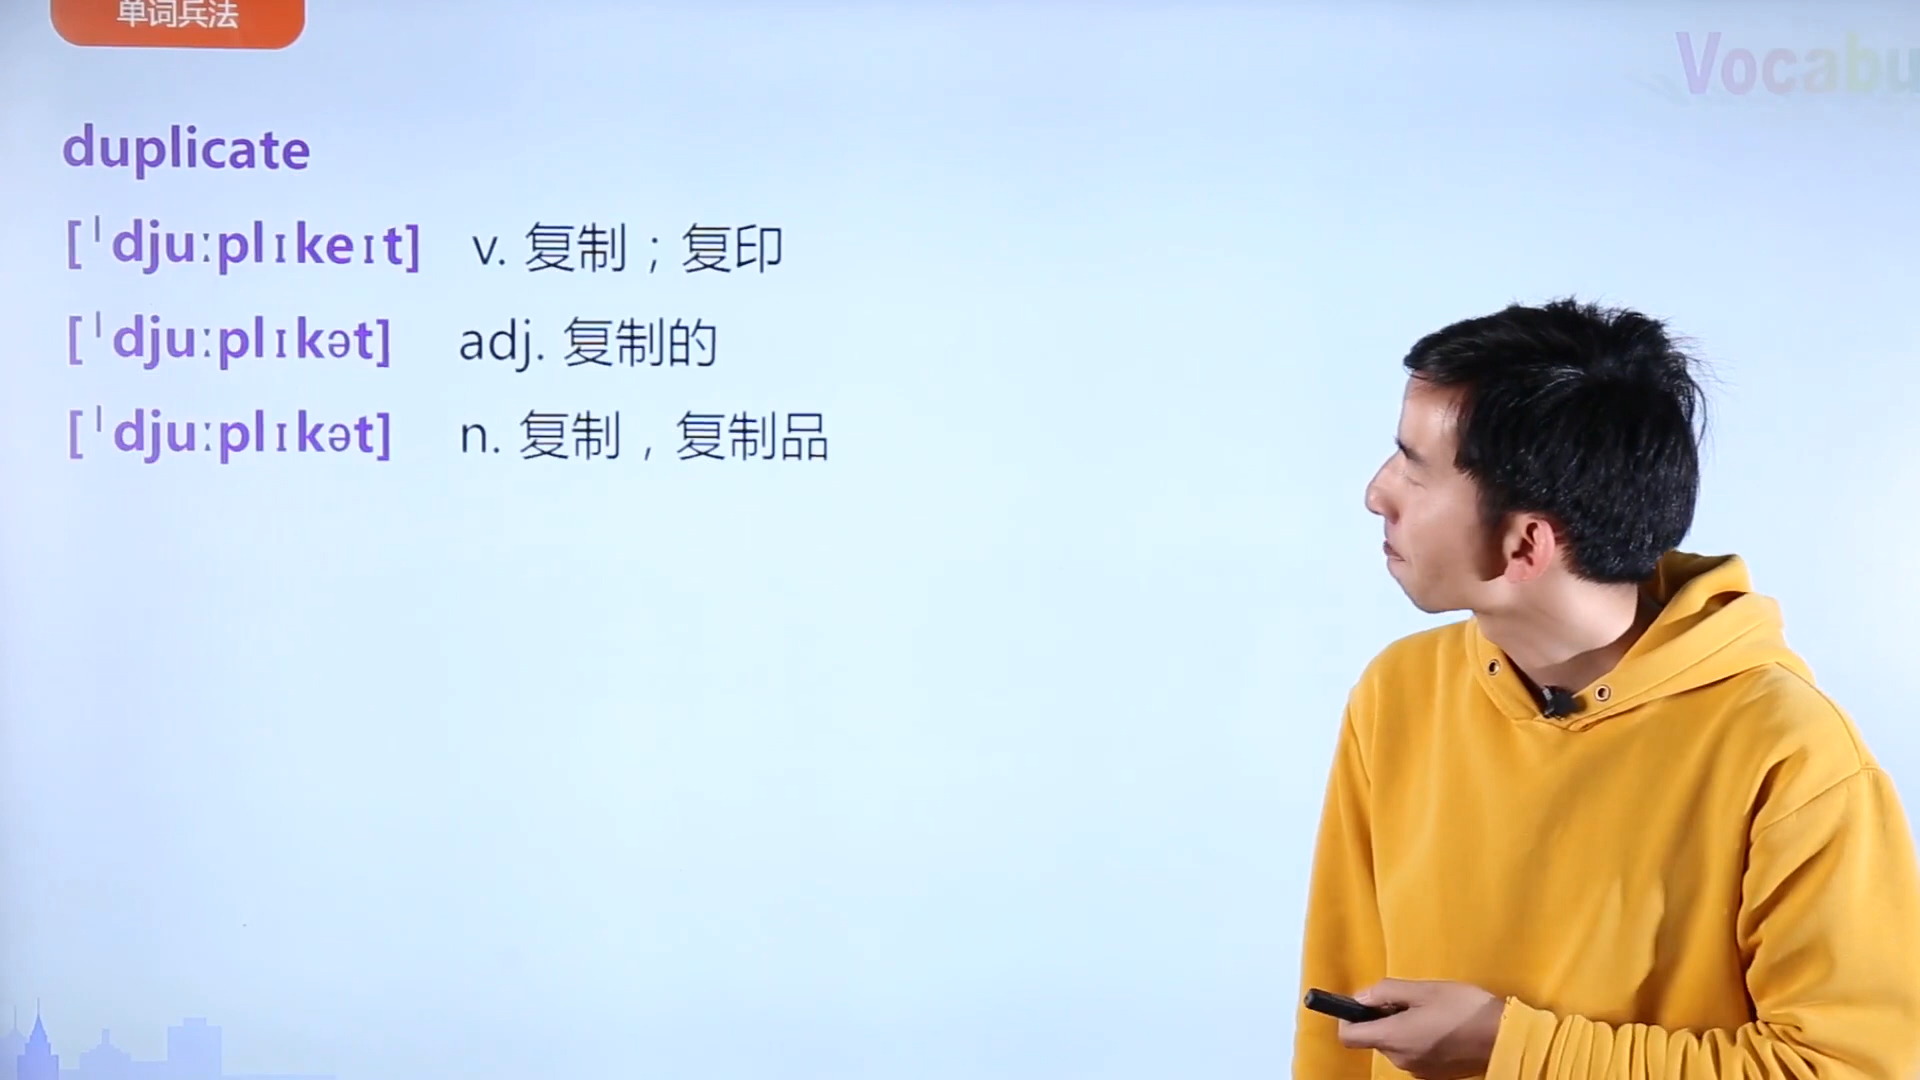 单词兵法
Vocabu
duplicate
[ˈdjuːplɪkeɪt] v. 复制；复印
[ˈdjuːplɪkət] adj. 复制的
[ˈdjuːplɪkət] n. 复制，复制品